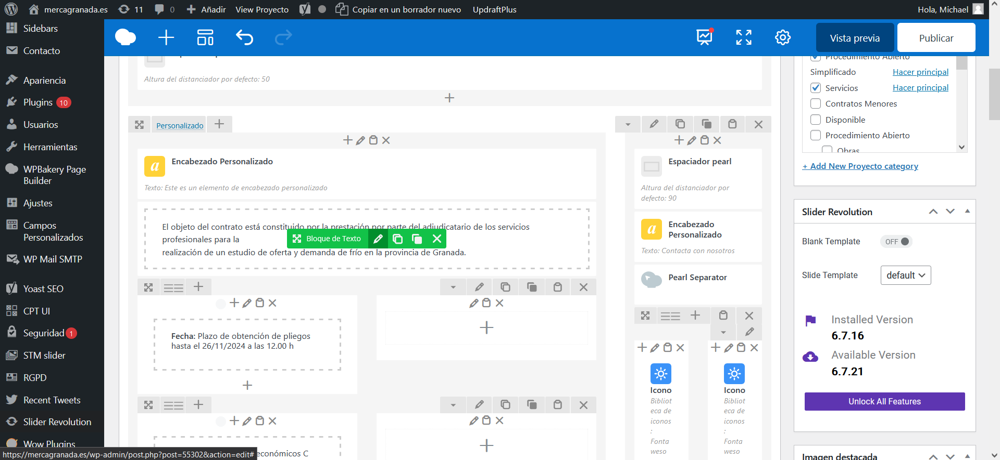 mercagranada.es
11
0
Añadir
View Proyecto
Copiar en un borrador nuevo
UpdraftPlus
Hola, Michael
Sidebars
Contacto
Apariencia
Plugins 10
Usuarios
Herramientas
WPBakery Page
Builder
Ajustes
Campos
Personalizados
WP Mail SMTP
Yoast SEO
CPT UI
Seguridad 1
STM slider
RGPD
Recent Tweets
Slider Revolution
Wow Plugins
https://mercagranada.es/wp-admin/post.php?post=55302&action=edit#
Vista previa
Publicar
Altura del distanciador por defecto: 50
Personalizado
Encabezado Personalizado
Texto: Este es un elemento de encabezado personalizado
El objeto del contrato está constituido por la prestación por parte del adjudicatario de los servicios
profesionales para la
Bloque de Texto
realización de un estudio de oferta y demanda de frío en la provincia de Granada.
Fecha: Plazo de obtención de pliegos
hasta el 26/11/2024 a las 12.00 h
económicos C
Espaciador pearl
Altura del distanciador por
defecto: 90
Encabezado
Personalizado
Texto: Contacta con nosotros
Pearl Separator
Icono
Bibliot
eca de
iconos
:
Fonta
weso
Icono
Bibliot
eca de
iconos
:
Fonta
weso
Procedimiento Abierto
Simplificado
Hacer principal
Servicios
Hacer principal
Contratos Menores
Disponible
Procedimiento Abierto
Obras
+ Add New Proyecto category
Slider Revolution
Blank Template
OFF
Slide Template
default
Installed Version
6.7.16
Available Version
6.7.21
Unlock All Features
Imagen destacada